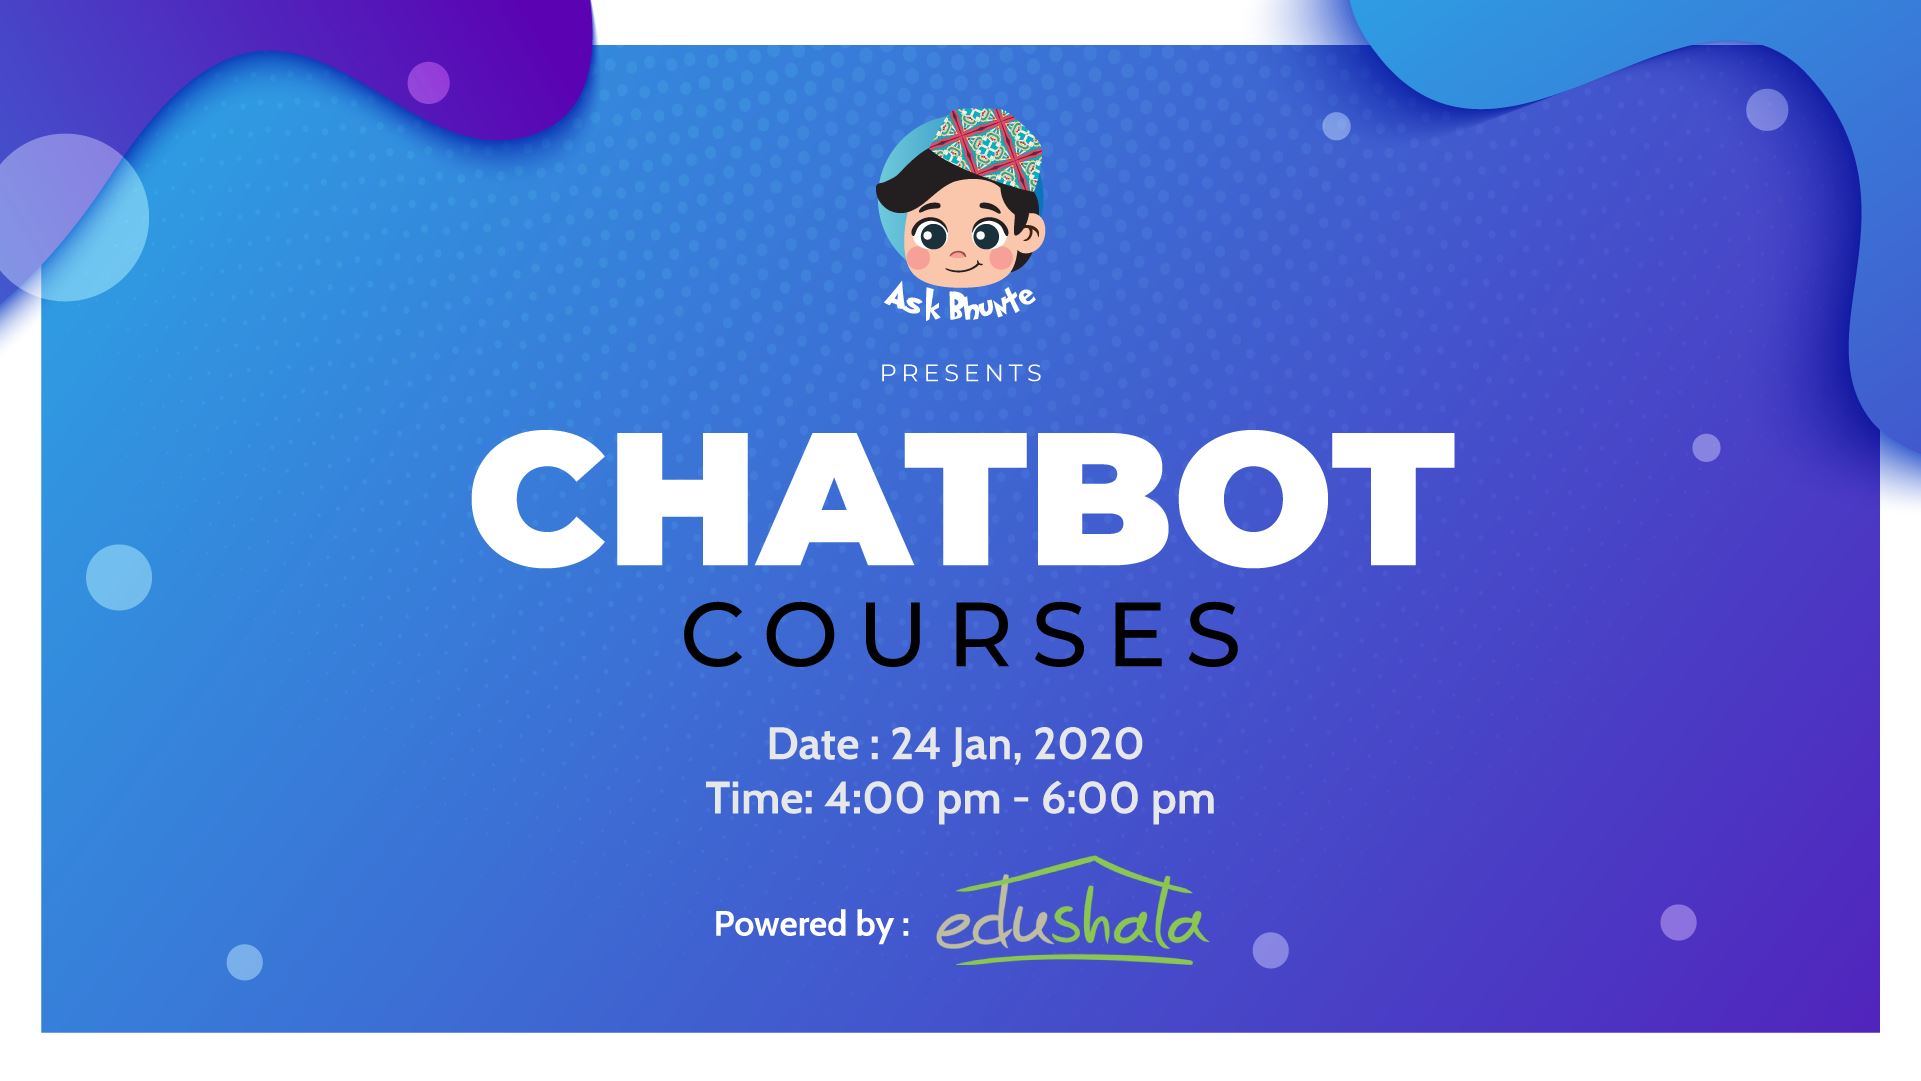 Ask Bhunte
PRESENTS
CHATBOT
COURSES
Date : 24 Jan, 2020
Time: 4:00 pm - 6:00 pm
Powered by : edushala